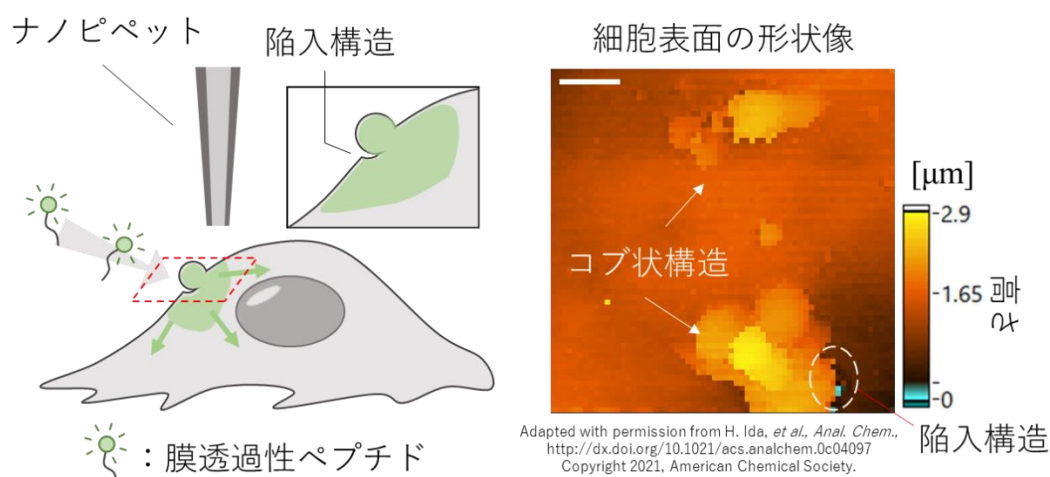 ナノピペット
陥入構造
：膜透過性ペプチド
細胞表面の形状像
コブ状構造
[μm]
-2.9
-1.65
-0
高さ
陥入構造
Adapted with permission from H. Ida, et al., Anal. Chem.,
http://dx.doi.org/10.1021/acs.analchem.0c04097
Copyright 2021, American Chemical Society.